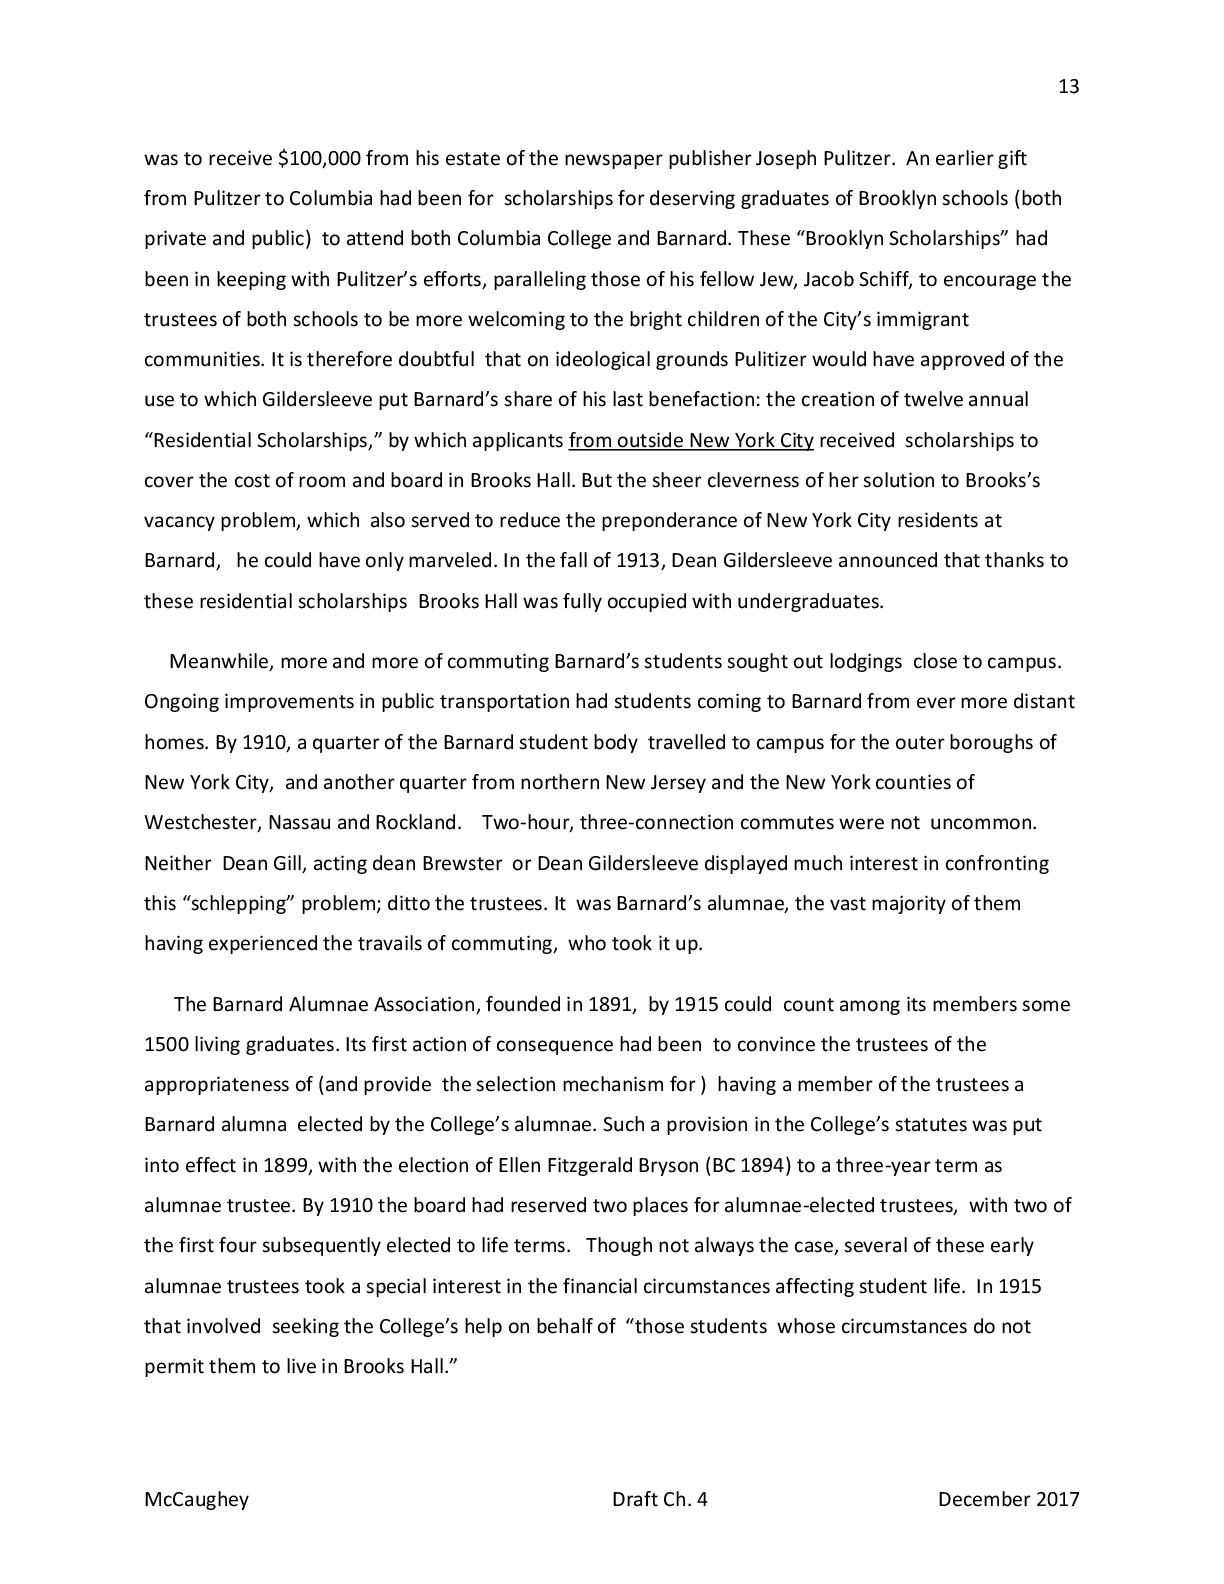 13
was to receive $100,000 from his estate of the newspaper publisher Joseph Pulitzer.  An earlier gift
from Pulitzer to Columbia had been for  scholarships for deserving graduates of Brooklyn schools (both
private and public)  to attend both Columbia College and Barnard. These “Brooklyn Scholarships” had
been in keeping with Pulitzer’s efforts, paralleling those of his fellow Jew, Jacob Schiff, to encourage the
trustees of both schools to be more welcoming to the bright children of the City’s immigrant
communities. It is therefore doubtful  that on ideological grounds Pulitizer would have approved of the
use to which Gildersleeve put Barnard’s share of his last benefaction: the creation of twelve annual
“Residential Scholarships,” by which applicants from outside New York City received  scholarships to
cover the cost of room and board in Brooks Hall. But the sheer cleverness of her solution to Brooks’s
vacancy problem, which  also served to reduce the preponderance of New York City residents at
Barnard,   he could have only marveled. In the fall of 1913, Dean Gildersleeve announced that thanks to
these residential scholarships  Brooks Hall was fully occupied with undergraduates.
Meanwhile, more and more of commuting Barnard’s students sought out lodgings  close to campus.
Ongoing improvements in public transportation had students coming to Barnard from ever more distant
homes. By 1910, a quarter of the Barnard student body  travelled to campus for the outer boroughs of
New York City,  and another quarter from northern New Jersey and the New York counties of
Westchester, Nassau and Rockland.    Two-hour, three-connection commutes were not  uncommon.
Neither  Dean Gill, acting dean Brewster  or Dean Gildersleeve displayed much interest in confronting
this “schlepping” problem; ditto the trustees. It  was Barnard’s alumnae, the vast majority of them
having experienced the travails of commuting,  who took it up.
The Barnard Alumnae Association, founded in 1891,  by 1915 could  count among its members some
1500 living graduates. Its first action of consequence had been  to convince the trustees of the
appropriateness of (and provide  the selection mechanism for )  having a member of the trustees a
Barnard alumna  elected by the College’s alumnae. Such a provision in the College’s statutes was put
into effect in 1899, with the election of Ellen Fitzgerald Bryson (BC 1894) to a three-year term as
alumnae trustee. By 1910 the board had reserved two places for alumnae-elected trustees,  with two of
the first four subsequently elected to life terms.   Though not always the case, several of these early
alumnae trustees took a special interest in the financial circumstances affecting student life.  In 1915
that involved  seeking the College’s help on behalf of  “those students  whose circumstances do not
permit them to live in Brooks Hall.”
McCaughey Draft Ch. 4 December 2017